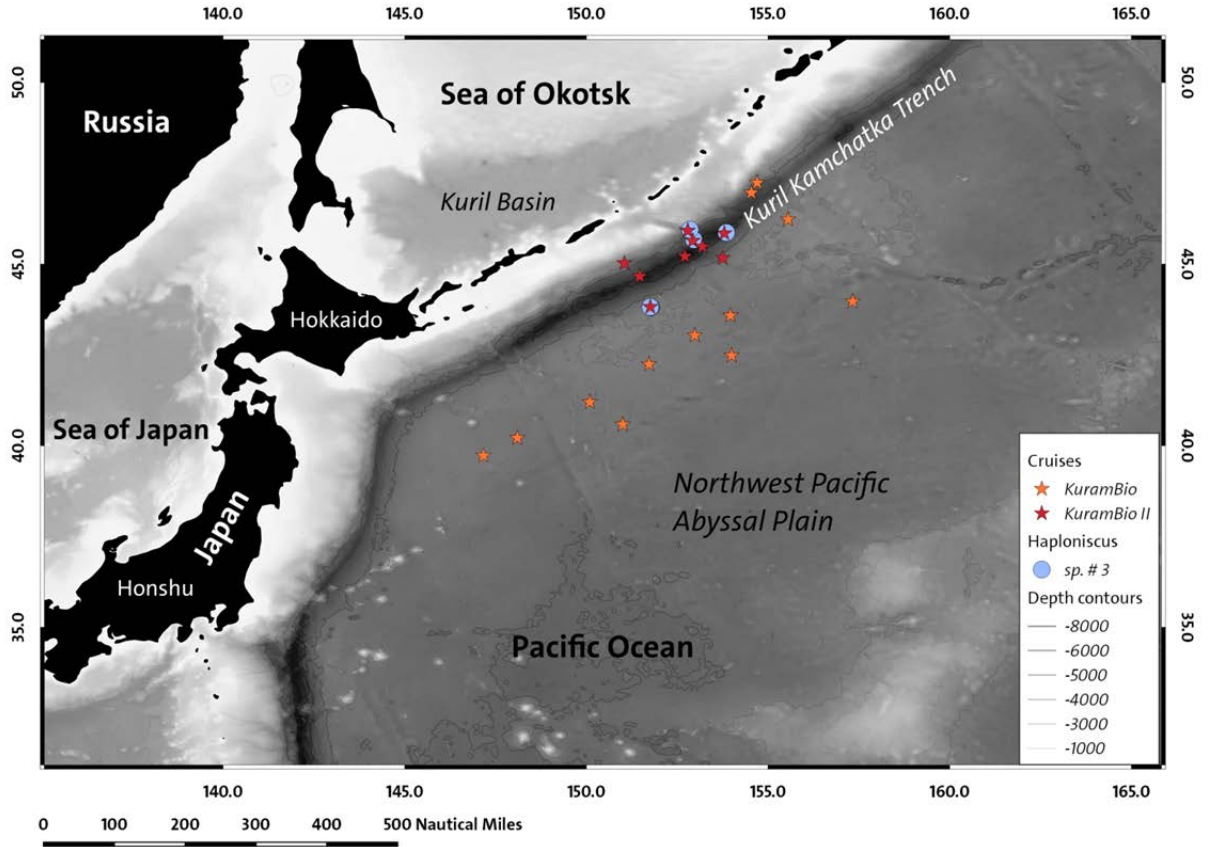 140.0 145.0 150.0 155.0 160.0 165.0
50.0
45.0
40.0
35.0
50.0
45.0
40.0
35.0
Russia
Sea of Okotsk
Kuril Basin
Kuril Kamchatka Trench
Hokkaido
Sea of Japan
Japan
Honshu
Northwest Pacific
Abyssal Plain
Pacific Ocean
Cruises
KuramBio
KuramBio II
Haploniscus
sp. # 3
Depth contours
-8000
-6000
-5000
-4000
-3000
-1000
140.0 145.0 150.0 155.0 160.0 165.0
0 100 200 300 400 500 Nautical Miles